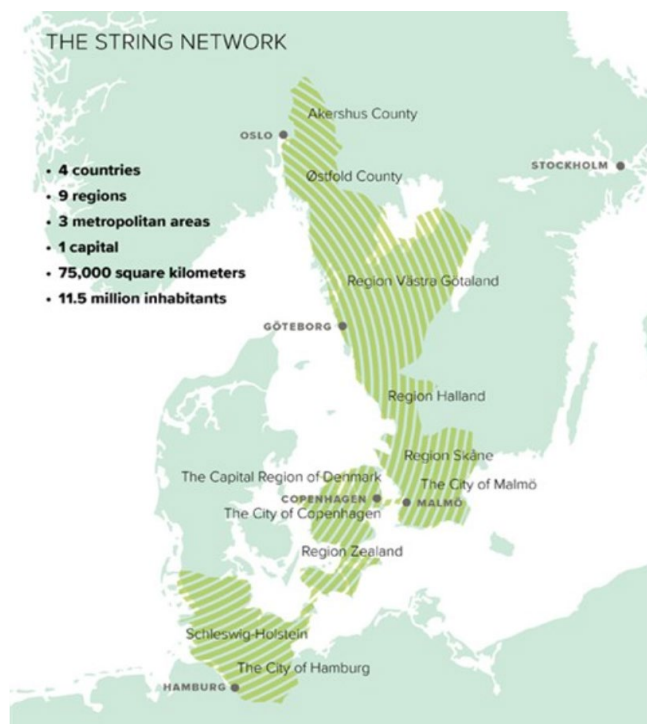 THE STRING NETWORK
Akershus County
OSLO
STOCKHOLM
• 4 countries
Østfold County
• 9 regions
• 3 metropolitan areas
• 1 capital
• 75,000 square kilometers
Region Västra Götaland
• 11.5 million inhabitants
GÖTEBORG
Region Halland
Region Skåne
The Capital Region of Denmark
The City of Malmö
COPENHAGEN
MALMÖ
The City of Copenhagen
Region Zealand
Schleswig-Holstein
The City of Hamburg
HAMBURG